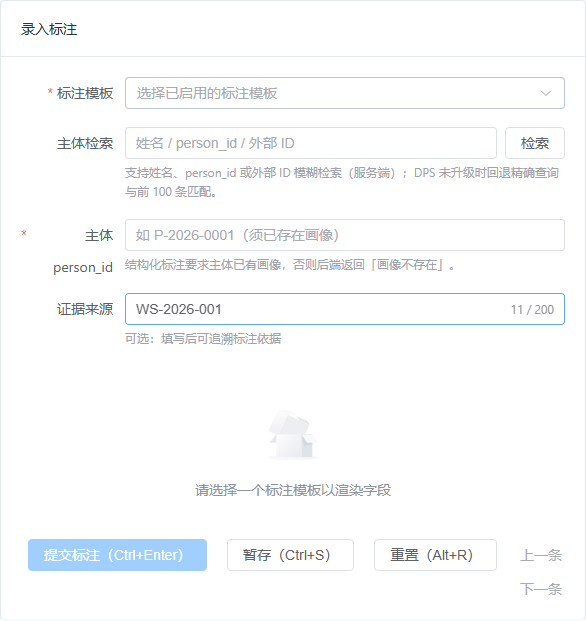 录入标注
* 标注模板 选择已启用的标注模板
主体检索 姓名 / person_id / 外部 ID 检索
支持姓名、person_id 或外部 ID 模糊检索（服务端）；DPS 未升级时回退精确查询
与前 100 条匹配。
* 主体 如 P-2026-0001（须已存在画像）
person_id 结构化标注要求主体已有画像，否则后端返回「画像不存在」。
证据来源 WS-2026-001 11 / 200
可选：填写后可追溯标注依据
请选择一个标注模板以渲染字段
提交标注（Ctrl+Enter） 暂存（Ctrl+S） 重置（Alt+R） 上一条
下一条